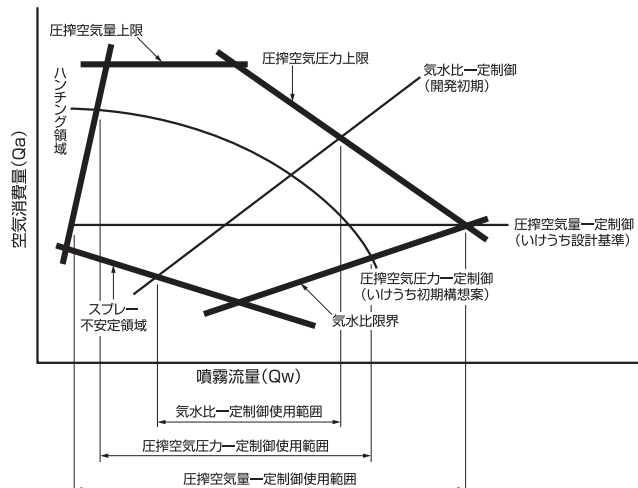 圧搾空気量上限
圧搾空気圧力上限
気水比一定制御
(開発初期)
ハンチング領域
空気消費量(Qa)
圧搾空気量一定制御
(いけうち設計基準)
圧搾空気圧力一定制御
(いけうち初期構想案)
スプレー
不安定領域
気水比限界
噴霧流量(Qw)
気水比一定制御使用範囲
圧搾空気圧力一定制御使用範囲
圧搾空気量一定制御使用範囲